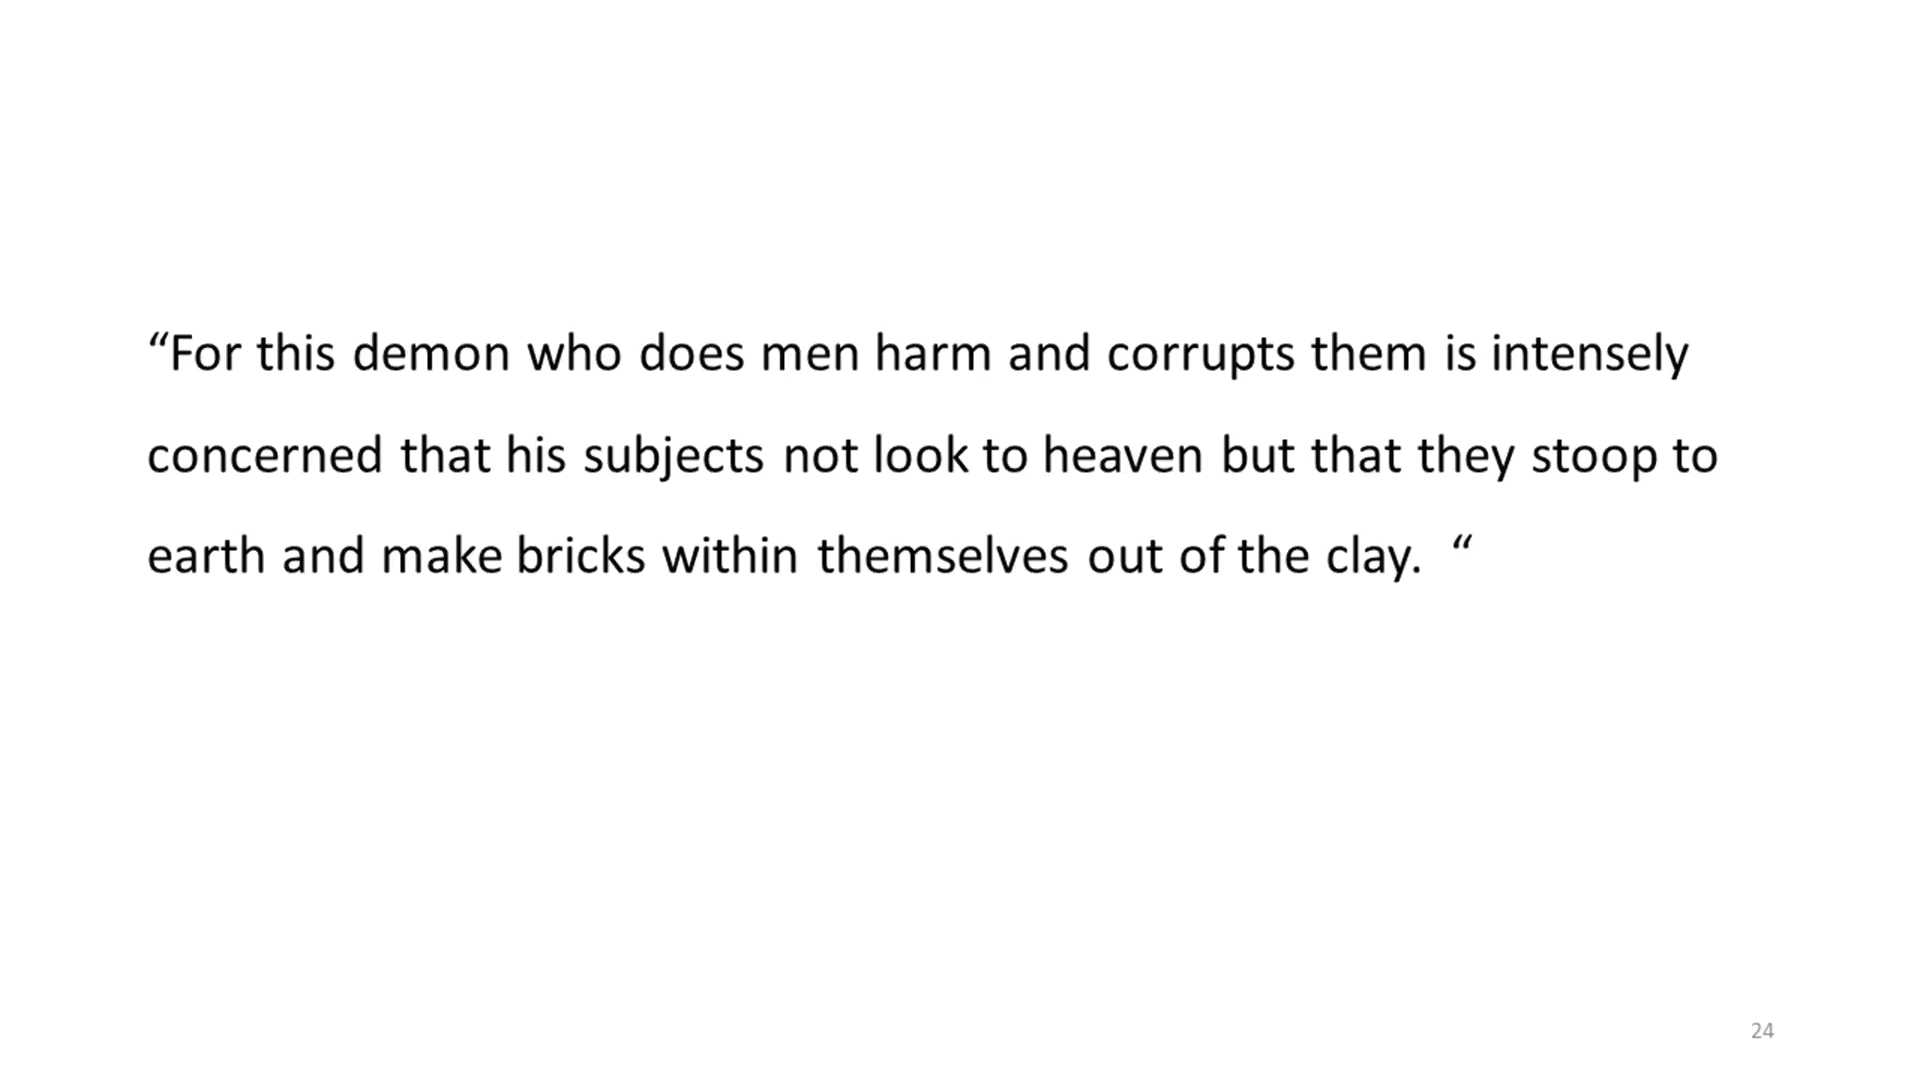 “For this demon who does men harm and corrupts them is intensely
concerned that his subjects not look to heaven but that they stoop to
earth and make bricks within themselves out of the clay.  “
24